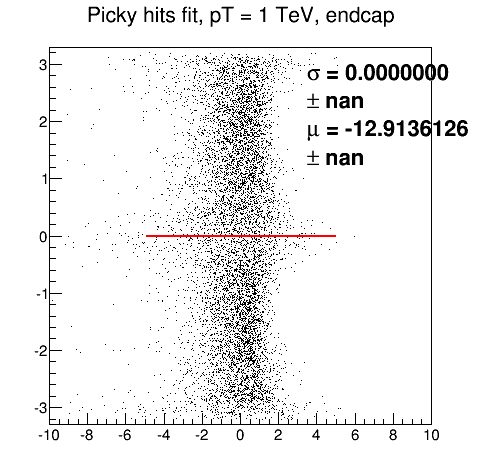 Picky hits fit, pT = 1 TeV, endcap
σ = 0.0000000
± nan
μ = -12.9136126
± nan
3
2
1
0
-1
-2
-3
-10 -8 -6 -4 -2 0 2 4 6 8 10